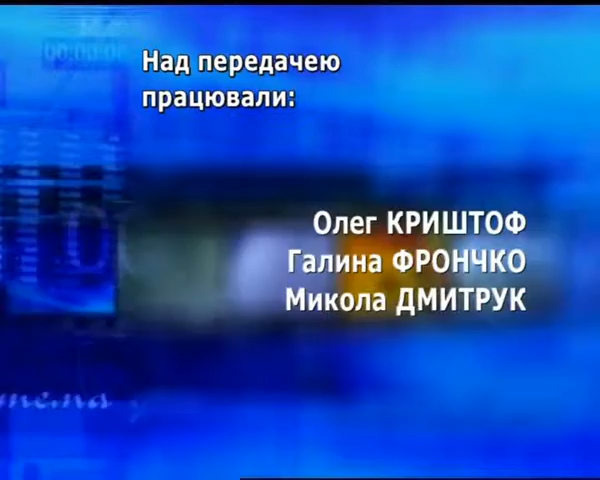 Над передачею
працювали:
Олег КРИШТОФ
Галина ФРОНЧКО
Микола ДМИТРУК